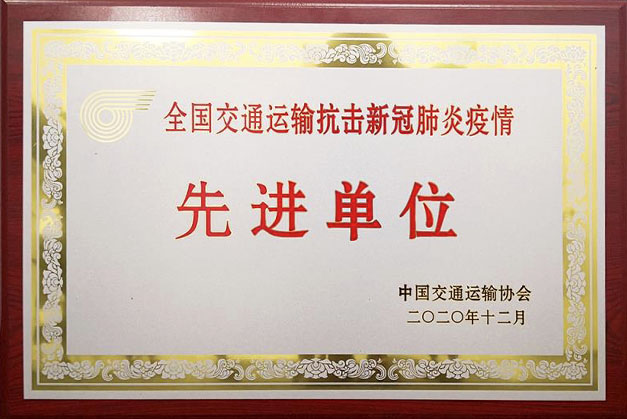 全国交通运输抗击新冠肺炎疫情
先进单位
中国交通运输协会
二〇二〇年十二月